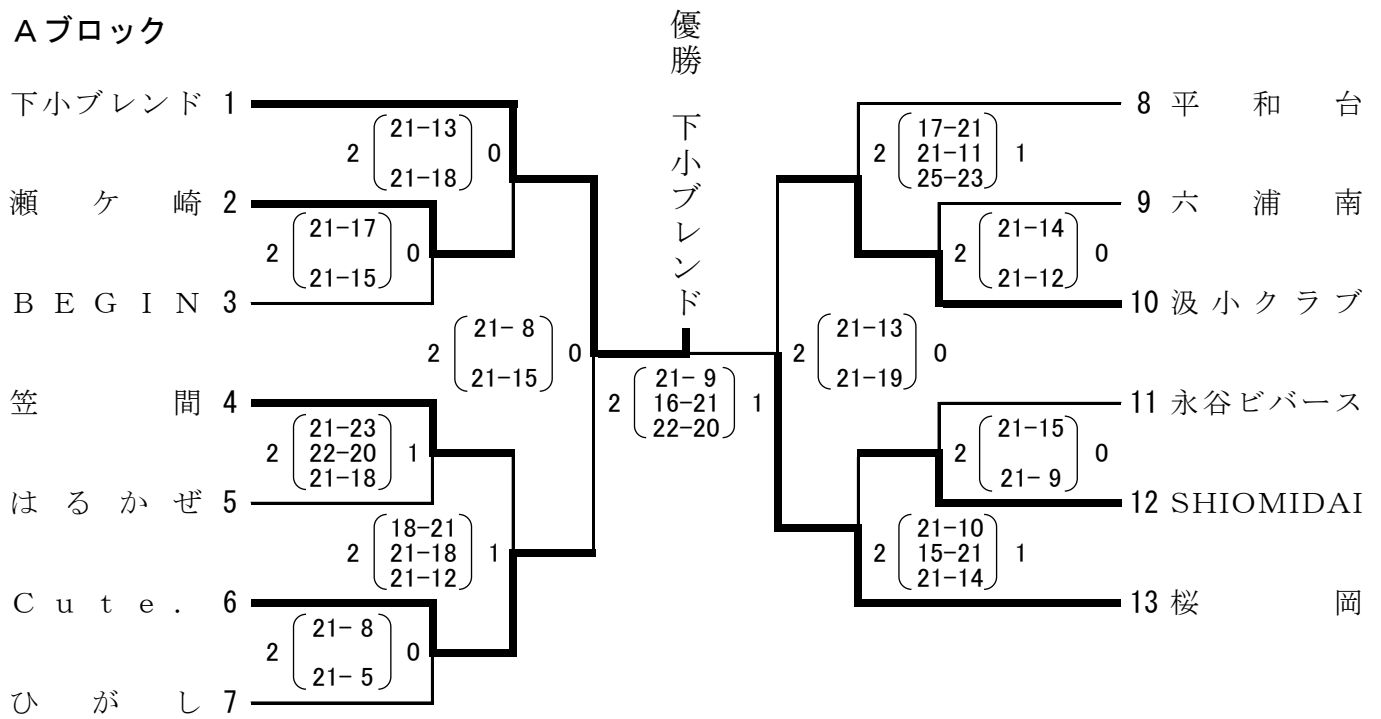 Aブロック
優勝 下小ブレンド
下小ブレンド 1
2 21-13 21-18 0
瀬ケ崎 2
2 21-17 21-15 0
BEGIN 3
2 21- 8 21-15 0
笠間 4
2 21-23 22-20 21-18 1
はるかぜ 5
2 18-21 21-18 21-12 1
Cute. 6
2 21- 8 21- 5 0
ひがし 7
2 21- 9 16-21 22-20 1
8 平和台
2 17-21 21-11 25-23 1
9 六浦南
2 21-14 21-12 0
10 汲小クラブ
2 21-13 21-19 0
11 永谷ビバース
2 21-15 21- 9 0
12 SHIOMIDAI
2 21-10 15-21 21-14 1
13 桜岡